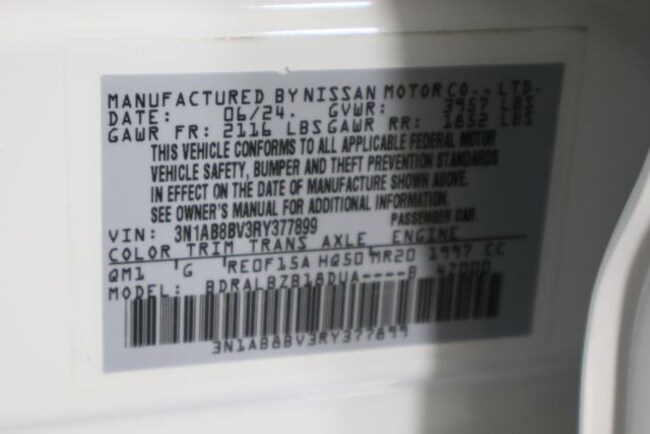 MANUFACTURED BY NISSAN MOTOR CO., LTD.
DATE: 06/24. GVWR: 3957 LBS
GAWR FR: 2116 LBS GAWR RR: 1852 LBS
THIS VEHICLE CONFORMS TO ALL APPLICABLE FEDERAL MOTOR
VEHICLE SAFETY, BUMPER AND THEFT PREVENTION STANDARDS
IN EFFECT ON THE DATE OF MANUFACTURE SHOWN ABOVE.
SEE OWNER'S MANUAL FOR ADDITIONAL INFORMATION.
VIN: 3N1AB8BV3RY377899 PASSENGER CAR.
COLOR TRIM TRANS AXLE ENGINE
QM1 G RE0F15A HQ50 MR20 1997 CC
MODEL: BDRALBZB18DUA----B 42000
3N1AB8BV3RY377899